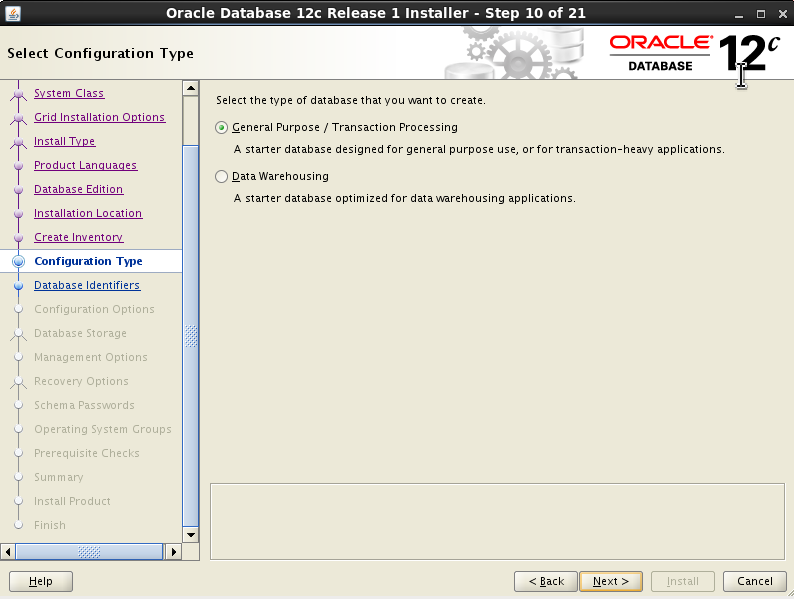 Oracle Database 12c Release 1 Installer - Step 10 of 21
Select Configuration Type
ORACLE
DATABASE
12c
System Class
Grid Installation Options
Install Type
Product Languages
Database Edition
Installation Location
Create Inventory
Configuration Type
Database Identifiers
Configuration Options
Database Storage
Management Options
Recovery Options
Schema Passwords
Operating System Groups
Prerequisite Checks
Summary
Install Product
Finish
Select the type of database that you want to create.
General Purpose / Transaction Processing
A starter database designed for general purpose use, or for transaction-heavy applications.
Data Warehousing
A starter database optimized for data warehousing applications.
Help
< Back
Next >
Install
Cancel